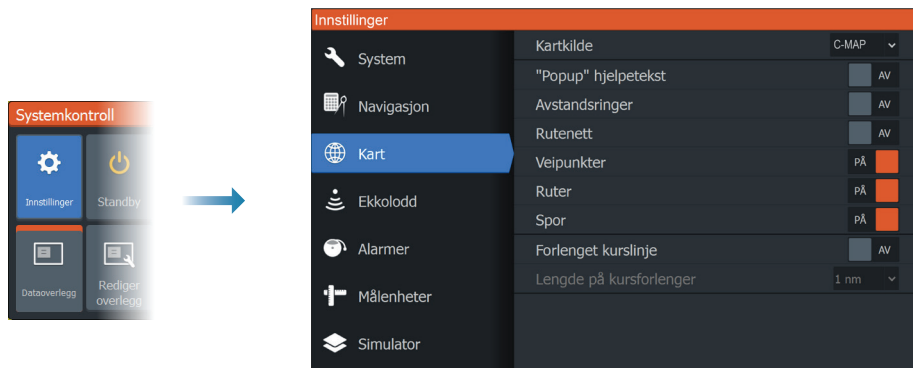 Systemkontroll
Innstillinger
Standby
Dataoverlegg
Rediger
overlegg
Innstillinger
System
Navigasjon
Kart
Ekkolodd
Alarmer
Målenheter
Simulator
Kartkilde C-MAP
"Popup" hjelpetekst AV
Avstandsringer AV
Rutenett AV
Veipunkter PÅ
Ruter PÅ
Spor PÅ
Forlenget kurslinje AV
Lengde på kursforlenger 1 nm